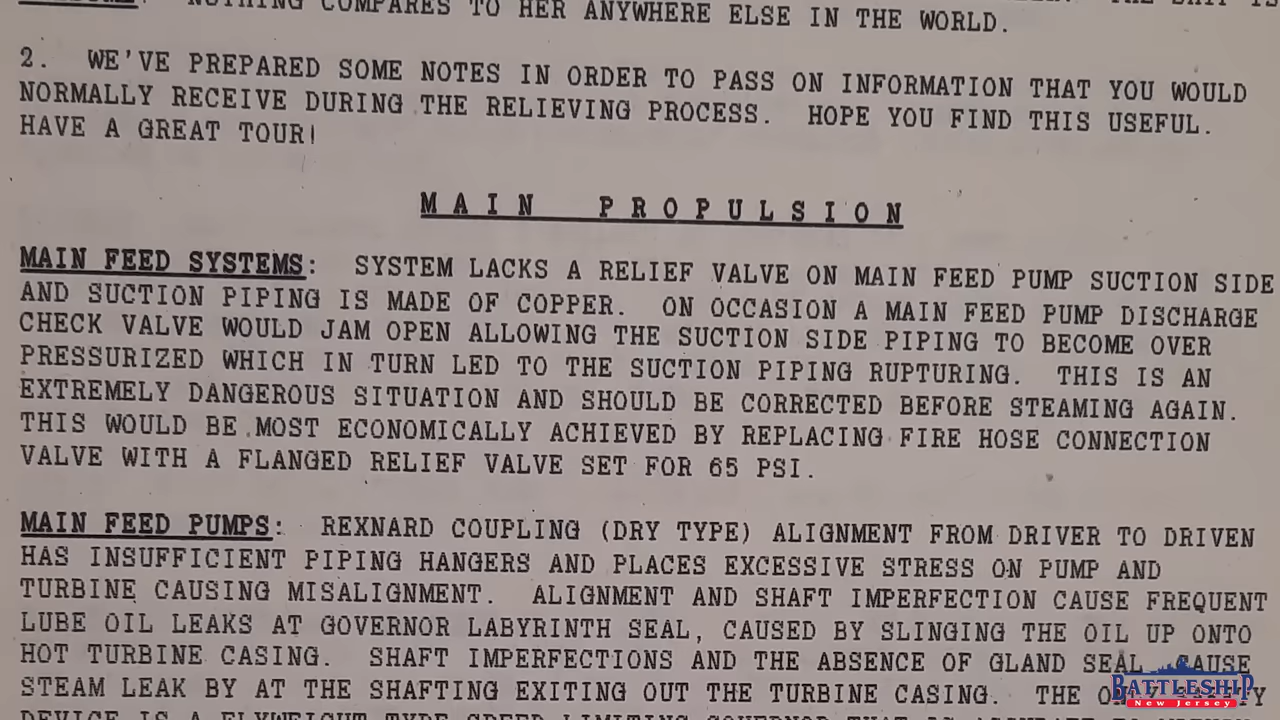 NOTHING COMPARES TO HER ANYWHERE ELSE IN THE WORLD.
2. WE'VE PREPARED SOME NOTES IN ORDER TO PASS ON INFORMATION THAT YOU WOULD
NORMALLY RECEIVE DURING THE RELIEVING PROCESS. HOPE YOU FIND THIS USEFUL.
HAVE A GREAT TOUR!
MAIN PROPULSION
MAIN FEED SYSTEMS: SYSTEM LACKS A RELIEF VALVE ON MAIN FEED PUMP SUCTION SIDE
AND SUCTION PIPING IS MADE OF COPPER. ON OCCASION A MAIN FEED PUMP DISCHARGE
CHECK VALVE WOULD JAM OPEN ALLOWING THE SUCTION SIDE PIPING TO BECOME OVER
PRESSURIZED WHICH IN TURN LED TO THE SUCTION PIPING RUPTURING. THIS IS AN
EXTREMELY DANGEROUS SITUATION AND SHOULD BE CORRECTED BEFORE STEAMING AGAIN.
THIS WOULD BE MOST ECONOMICALLY ACHIEVED BY REPLACING FIRE HOSE CONNECTION
VALVE WITH A FLANGED RELIEF VALVE SET FOR 65 PSI.
MAIN FEED PUMPS: REXNARD COUPLING (DRY TYPE) ALIGNMENT FROM DRIVER TO DRIVEN
HAS INSUFFICIENT PIPING HANGERS AND PLACES EXCESSIVE STRESS ON PUMP AND
TURBINE CAUSING MISALIGNMENT. ALIGNMENT AND SHAFT IMPERFECTION CAUSE FREQUENT
LUBE OIL LEAKS AT GOVERNOR LABYRINTH SEAL, CAUSED BY SLINGING THE OIL UP ONTO
HOT TURBINE CASING. SHAFT IMPERFECTIONS AND THE ABSENCE OF GLAND SEAL CAUSE
STEAM LEAK BY AT THE SHAFTING EXITING OUT THE TURBINE CASING. THE
BATTLESHIP
New Jersey